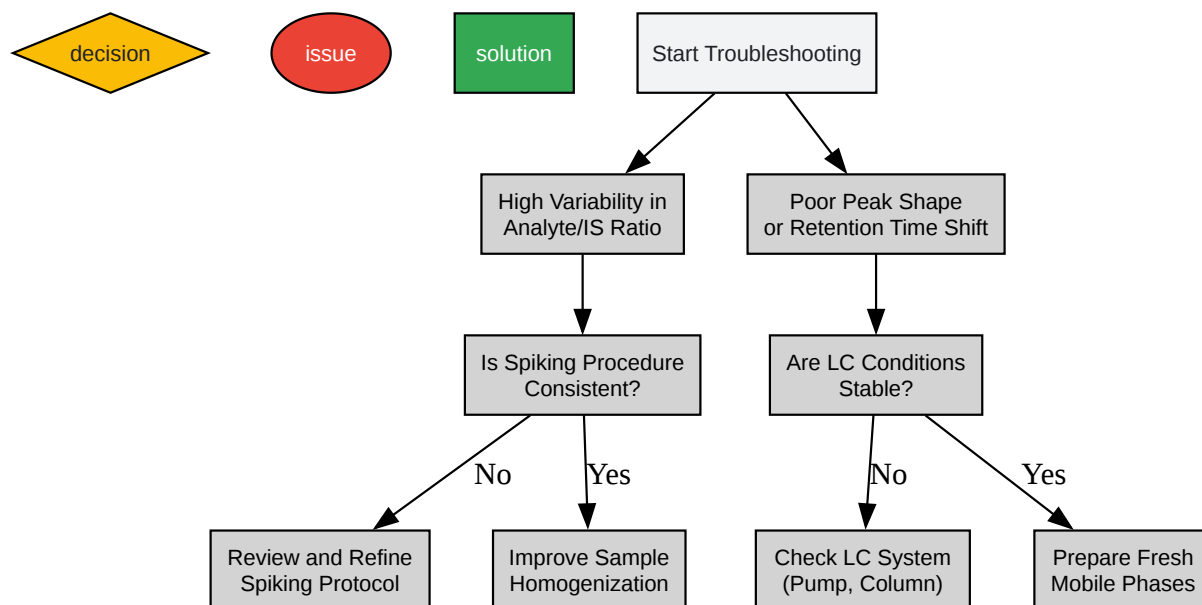 decision
issue
solution
Start Troubleshooting
High Variability in
Analyte/IS Ratio
Poor Peak Shape
or Retention Time Shift
Is Spiking Procedure
Consistent?
Are LC Conditions
Stable?
No
Yes
No
Yes
Review and Refine
Spiking Protocol
Improve Sample
Homogenization
Check LC System
(Pump, Column)
Prepare Fresh
Mobile Phases